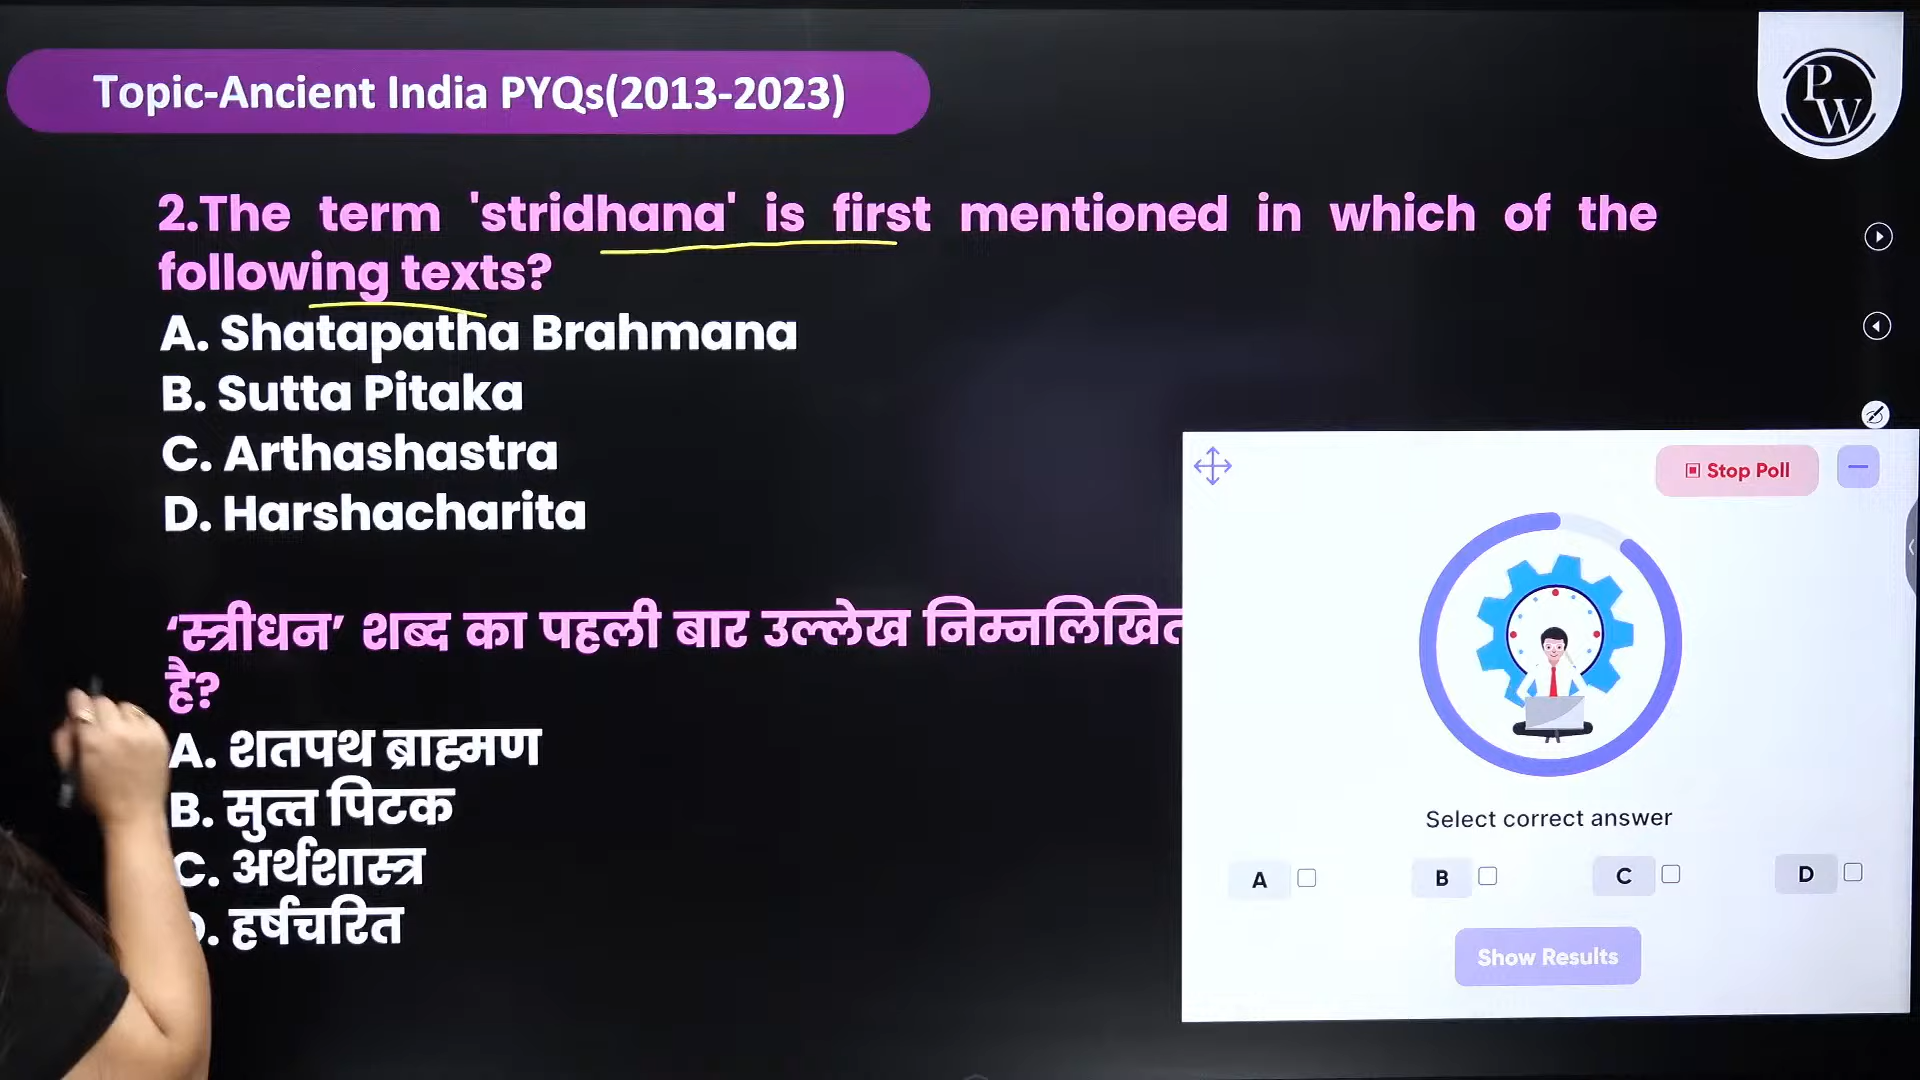 Topic-Ancient India PYQs(2013-2023)
P
W
2.The term 'stridhana' is first mentioned in which of the
following texts?
A. Shatapatha Brahmana
B. Sutta Pitaka
C. Arthashastra
D. Harshacharita
‘स्त्रीधन’ शब्द का पहली बार उल्लेख निम्नलिखित
है?
A. शतपथ ब्राह्मण
B. सुत्त पिटक
C. अर्थशास्त्र
D. हर्षचरित
Stop Poll
Select correct answer
A
B
C
D
Show Results